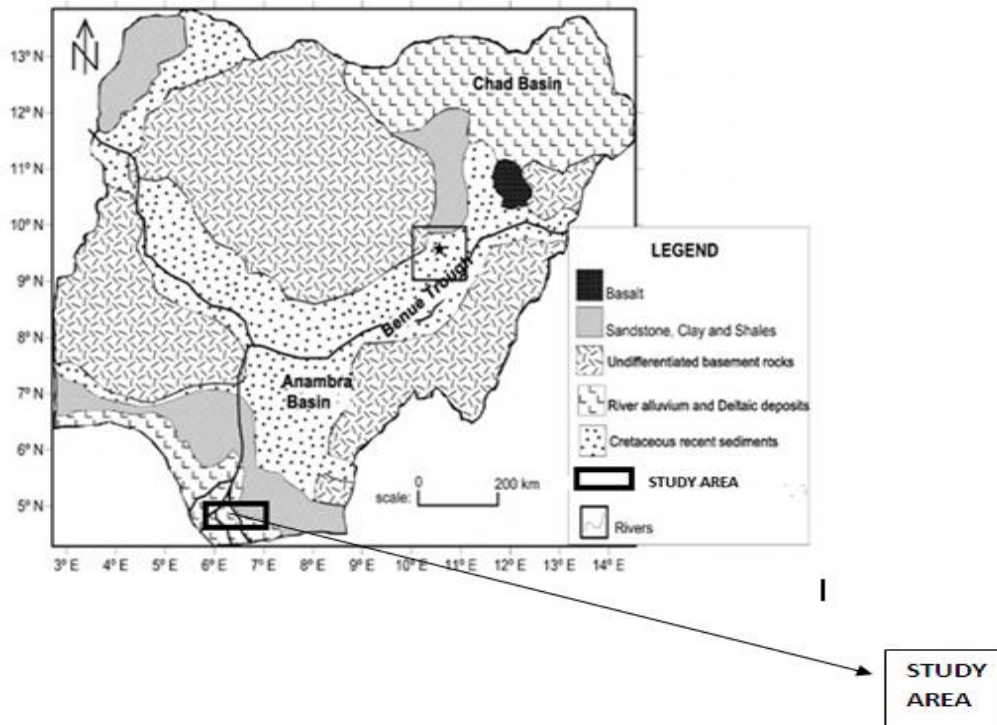 13° N
12° N
11° N
10° N
9° N
8° N
7° N
6° N
5° N
N
Chad Basin
Benue Trough
Anambra
Basin
scale:
0
200 km
3° E 4° E 5° E 6° E 7° E 8° E 9° E 10° E 11° E 12° E 13° E 14° E
LEGEND
Basalt
Sandstone, Clay and Shales
Undifferentiated basement rocks
River alluvium and Deltaic deposits
Cretaceous recent sediments
STUDY AREA
Rivers
I
STUDY
AREA